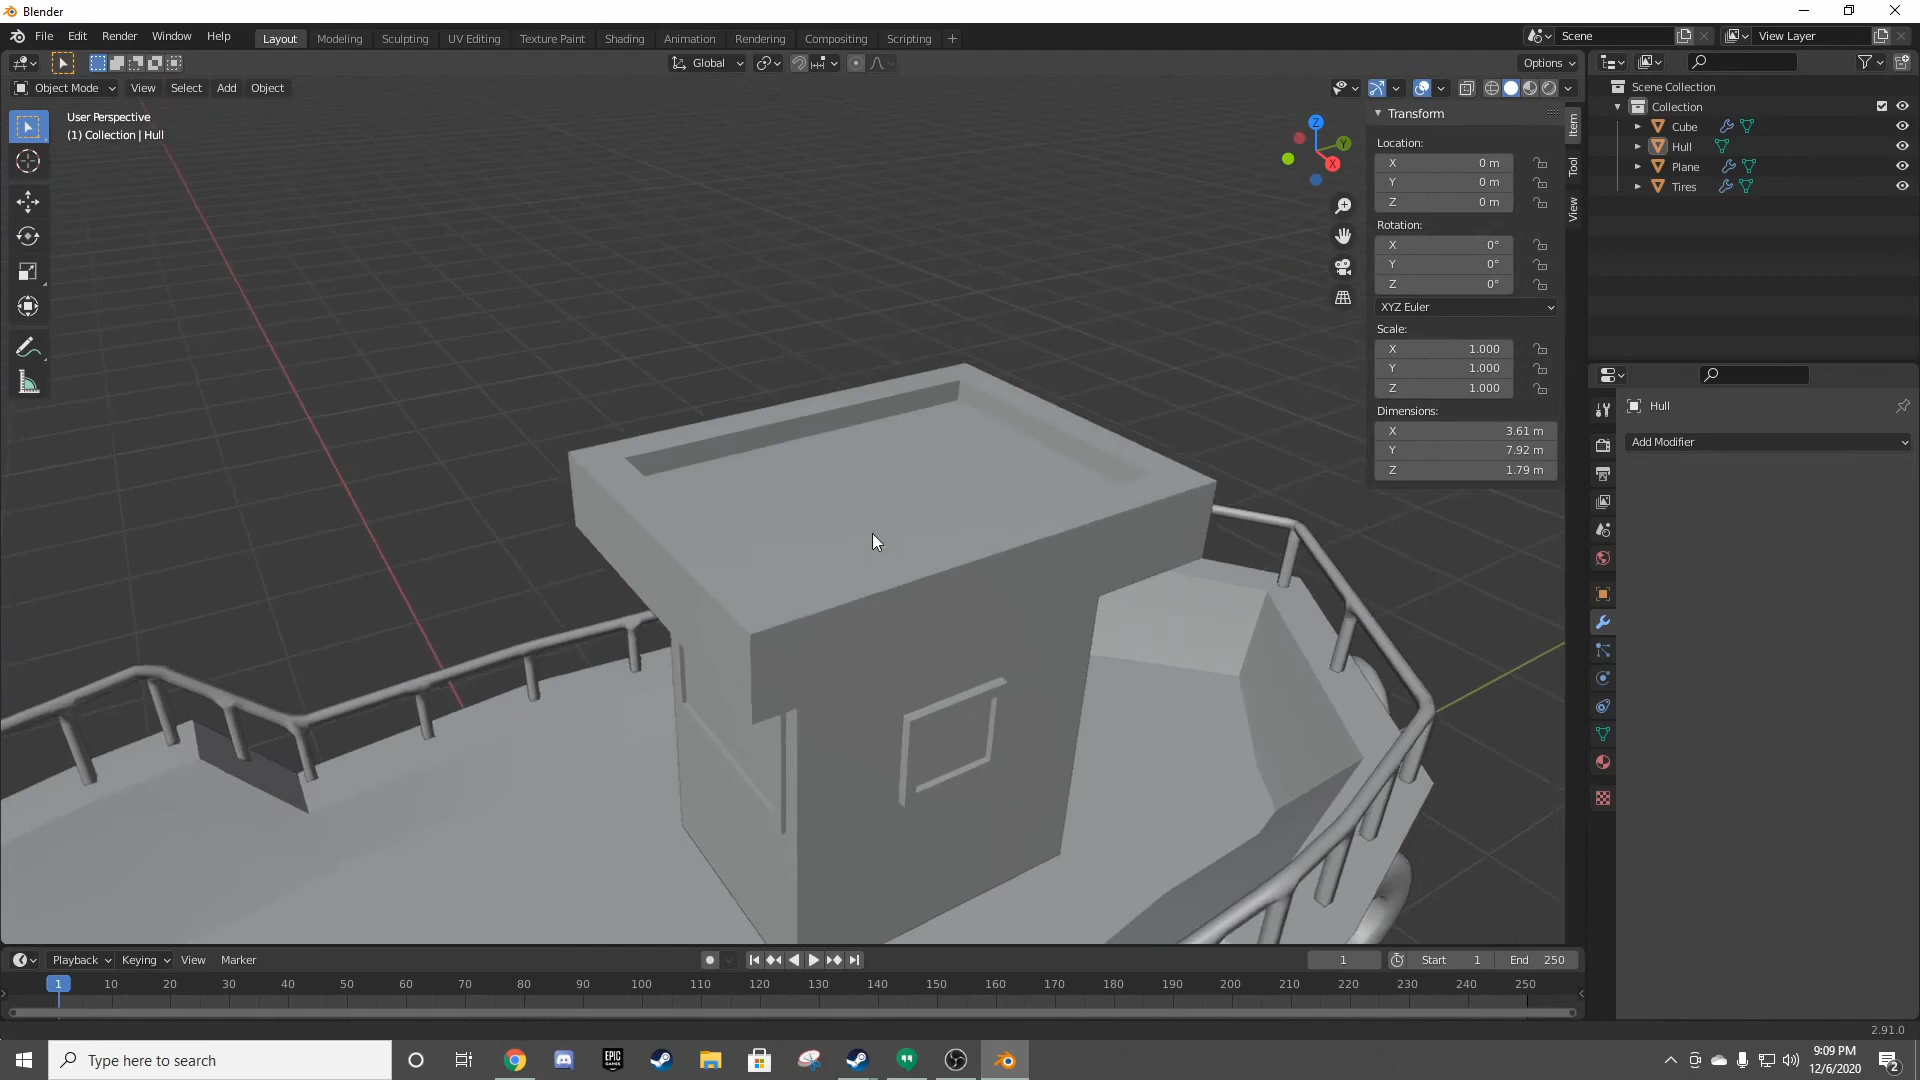 Blender
File Edit Render Window Help
Layout Modeling Sculpting UV Editing Texture Paint Shading Animation Rendering Compositing Scripting +
Scene
View Layer
Global
Options
Object Mode View Select Add Object
User Perspective
(1) Collection | Hull
Z
Y
X
Transform
Location:
X 0 m
Y 0 m
Z 0 m
Rotation:
X 0°
Y 0°
Z 0°
XYZ Euler
Scale:
X 1.000
Y 1.000
Z 1.000
Dimensions:
X 3.61 m
Y 7.92 m
Z 1.79 m
Item
Tool
View
Scene Collection
Collection
Cube
Hull
Plane
Tires
Hull
Add Modifier
Playback Keying View Marker
1 Start 1 End 250
1 10 20 30 40 50 60 70 80 90 100 110 120 130 140 150 160 170 180 190 200 210 220 230 240 250
2.91.0
Type here to search
EPIC GAMES
9:09 PM
12/6/2020
2